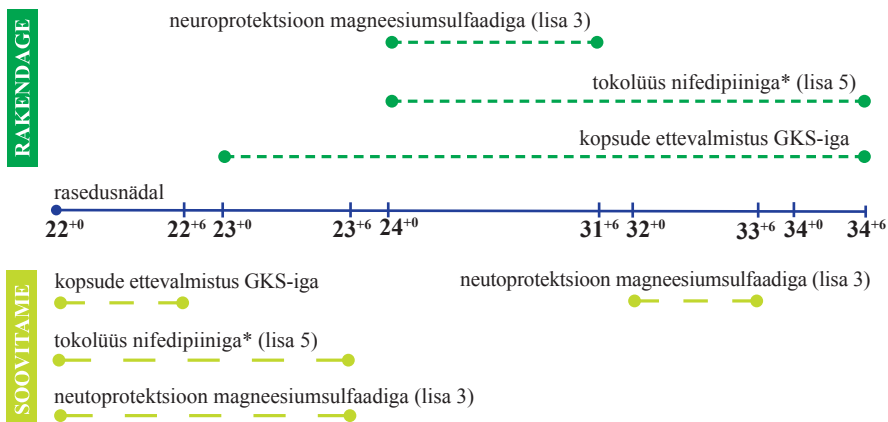 RAKENDAGE
neuroprotektsioon magneesiumsulfaadiga (lisa 3)
tokolüüs nifedipiiniga* (lisa 5)
kopsude ettevalmistus GKS-iga
rasedusnädal
22⁺⁰ 22⁺⁶ 23⁺⁰ 23⁺⁶ 24⁺⁰ 31⁺⁶ 32⁺⁰ 33⁺⁶ 34⁺⁰ 34⁺⁶
SOOVITAME
kopsude ettevalmistus GKS-iga
neutoprotektsioon magneesiumsulfaadiga (lisa 3)
tokolüüs nifedipiiniga* (lisa 5)
neutoprotektsioon magneesiumsulfaadiga (lisa 3)